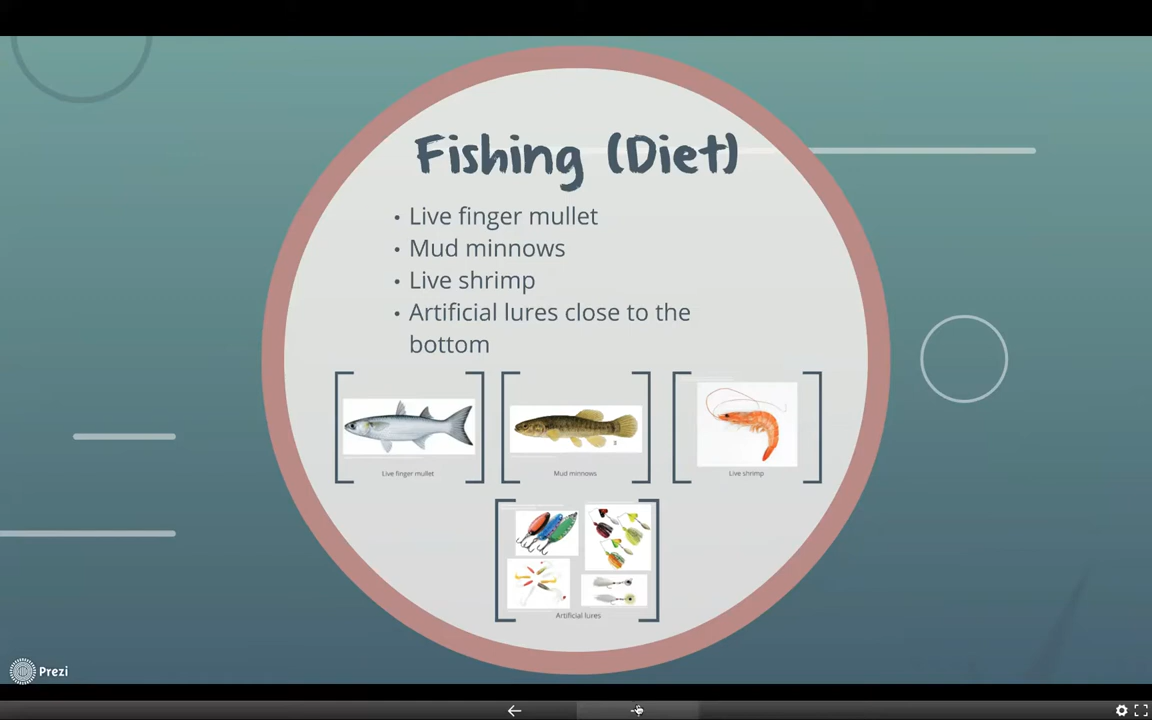 Fishing (Diet)
• Live finger mullet
• Mud minnows
• Live shrimp
• Artificial lures close to the
bottom
Live finger mullet
Mud minnows
Live shrimp
Artificial lures
Prezi